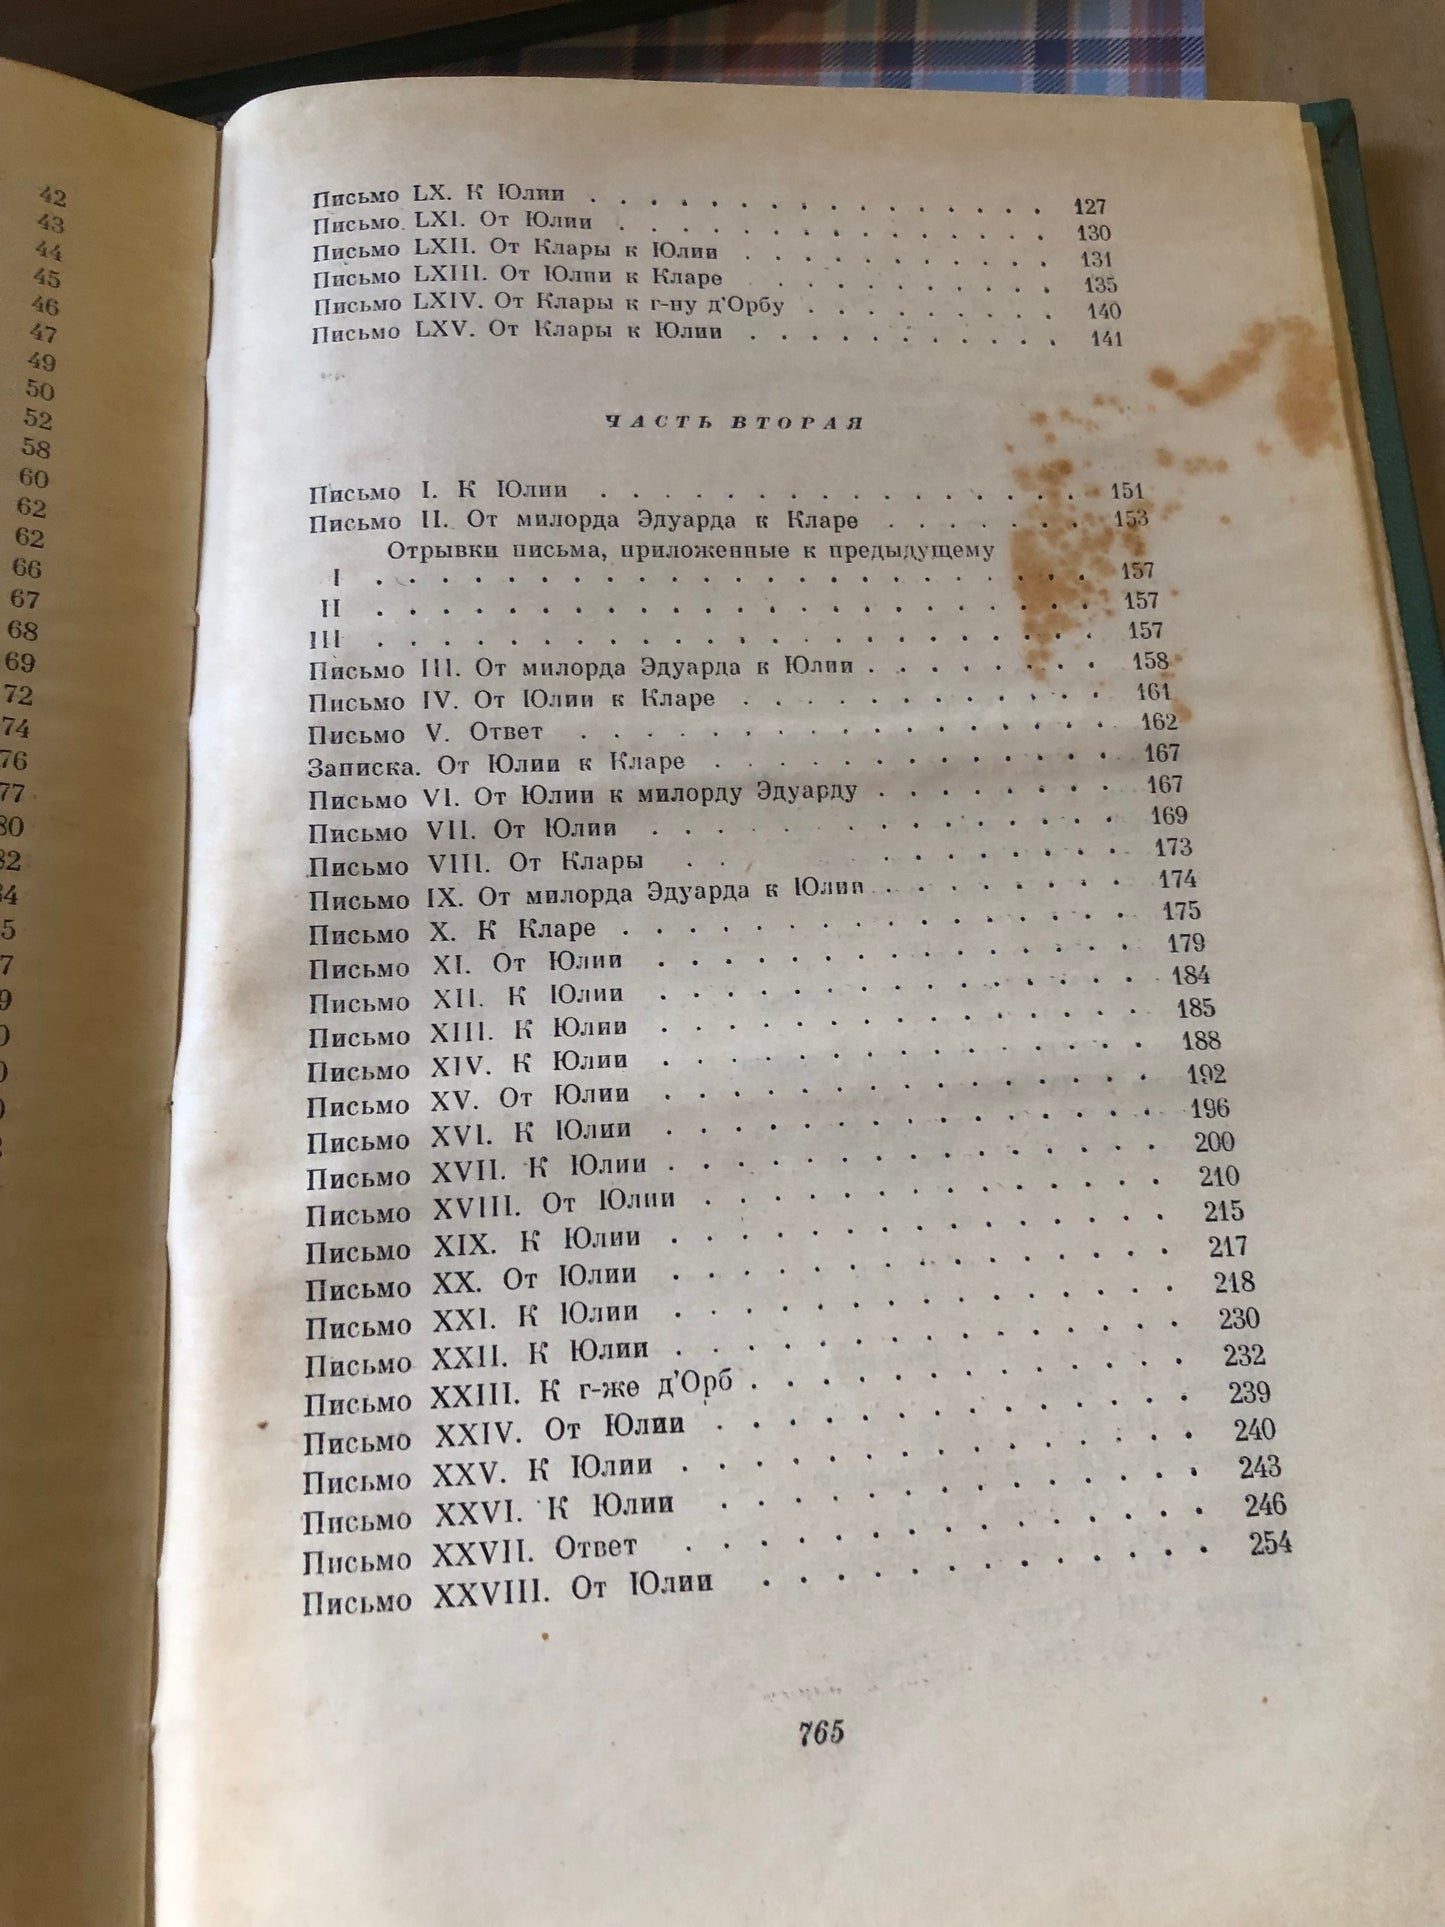 42
43
44
45
46
47
49
50
52
58
60
62
62
66
67
68
69
72
74
Письмо LX. К Юлии . . . . . . . . . . . . . . . . 127
Письмо LXI. От Юлии . . . . . . . . . . . . . . . 130
Письмо LXII. От Клары к Юлии . . . . . . . . . . . 131
Письмо LXIII. От Юлии к Кларе . . . . . . . . . . 135
Письмо LXIV. От Клары к г-ну д'Орбу . . . . . . . . . 140
Письмо LXV. От Клары к Юлии . . . . . . . . . . . 141
ЧАСТЬ ВТОРАЯ
Письмо I. К Юлии . . . . . . . . . . . . . . . . 151
Письмо II. От милорда Эдуарда к Кларе . . . . . . . 153
Отрывки письма, приложенные к предыдущему
I . . . . . . . . . . . . . . . . . . . . . . 157
II . . . . . . . . . . . . . . . . . . . . . . 157
III . . . . . . . . . . . . . . . . . . . . . . 157
Письмо III. От милорда Эдуарда к Юлии . . . . . . . . 158
Письмо IV. От Юлии к Кларе . . . . . . . . . . . 161
Письмо V. Ответ . . . . . . . . . . . . . . . 162
Записка. От Юлии к Кларе . . . . . . . . . . . . 167
Письмо VI. От Юлии к милорду Эдуарду . . . . . . . . 167
Письмо VII. От Юлии . . . . . . . . . . . . . . 169
Письмо VIII. От Клары . . . . . . . . . . . . . 173
Письмо IX. От милорда Эдуарда к Юлии . . . . . . . . 174
Письмо X. К Кларе . . . . . . . . . . . . . . . 175
Письмо XI. От Юлии . . . . . . . . . . . . . . 179
Письмо XII. К Юлии . . . . . . . . . . . . . . 184
Письмо XIII. К Юлии . . . . . . . . . . . . . . 185
Письмо XIV. К Юлии . . . . . . . . . . . . . . 188
Письмо XV. От Юлии . . . . . . . . . . . . . . 192
Письмо XVI. К Юлии . . . . . . . . . . . . . . 196
Письмо XVII. К Юлии . . . . . . . . . . . . . . 200
Письмо XVIII. От Юлии . . . . . . . . . . . . . 210
Письмо XIX. К Юлии . . . . . . . . . . . . . . 215
Письмо XX. От Юлии . . . . . . . . . . . . . . 217
Письмо XXI. К Юлии . . . . . . . . . . . . . . 218
Письмо XXII. К Юлии . . . . . . . . . . . . . . 230
Письмо XXIII. К г-же д'Орб . . . . . . . . . . . . 232
Письмо XXIV. От Юлии . . . . . . . . . . . . . 239
Письмо XXV. К Юлии . . . . . . . . . . . . . . 240
Письмо XXVI. К Юлии . . . . . . . . . . . . . 243
Письмо XXVII. Ответ . . . . . . . . . . . . . . 246
Письмо XXVIII. От Юлии . . . . . . . . . . . . 254
765